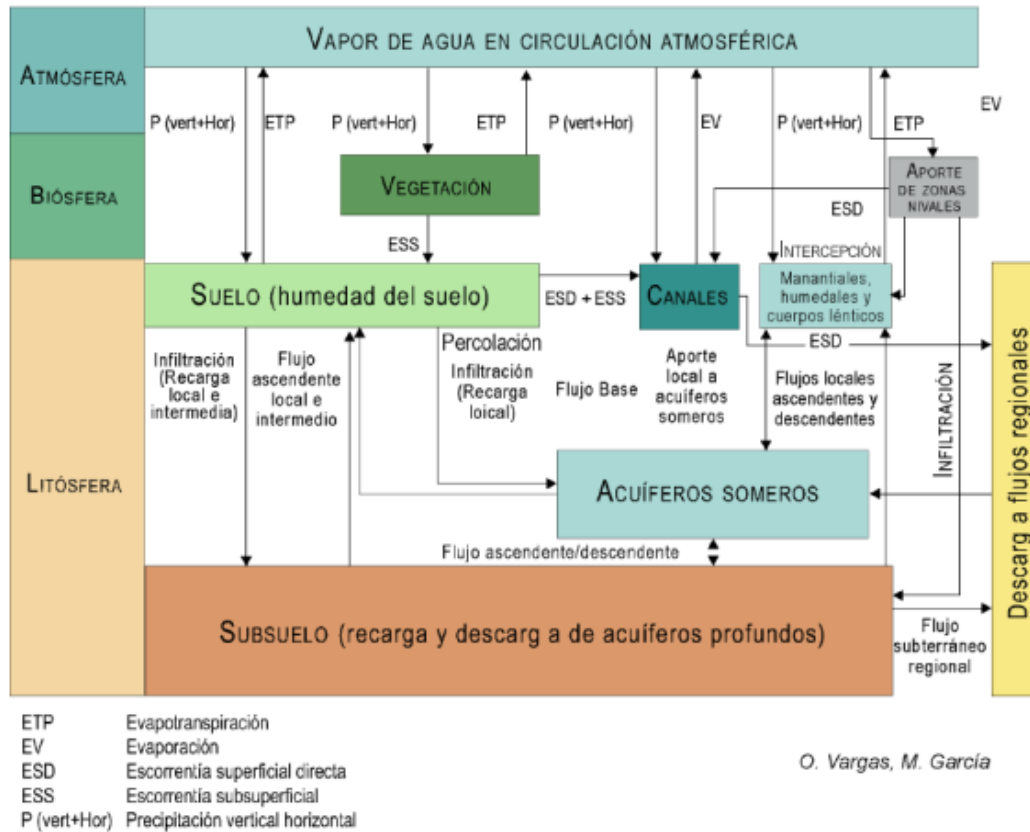 VAPOR DE AGUA EN CIRCULACIÓN ATMOSFÉRICA
ATMÓSFERA
EV
P (vert+Hor)
ETP
P (vert+Hor)
ETP
P (vert+Hor)
EV
P (vert+Hor)
ETP
BIÓSFERA
VEGETACIÓN
APORTE
DE ZONAS
NIVALES
ESD
ESS
INTERCEPCIÓN
SUELO (humedad del suelo)
ESD + ESS
CANALES
Manantiales,
humedales y
cuerpos lénticos
ESD
Infiltración
(Recarga
local e
intermedia)
Flujo
ascendente
local e
intermedio
Percolación
Infiltración
(Recarga
loical)
Flujo Base
Aporte
local a
acuíferos
someros
Flujos locales
ascendentes y
descendentes
INFILTRACIÓN
Descarg a flujos regionales
LITÓSFERA
ACUÍFEROS SOMEROS
Flujo ascendente/descendente
SUBSUELO (recarga y descarg a de acuíferos profundos)
Flujo
subterráneo
regional
ETP Evapotranspiración
EV Evaporación
ESD Escorrentía superficial directa
ESS Escorrentía subsuperficial
P (vert+Hor) Precipitación vertical horizontal
O. Vargas, M. García